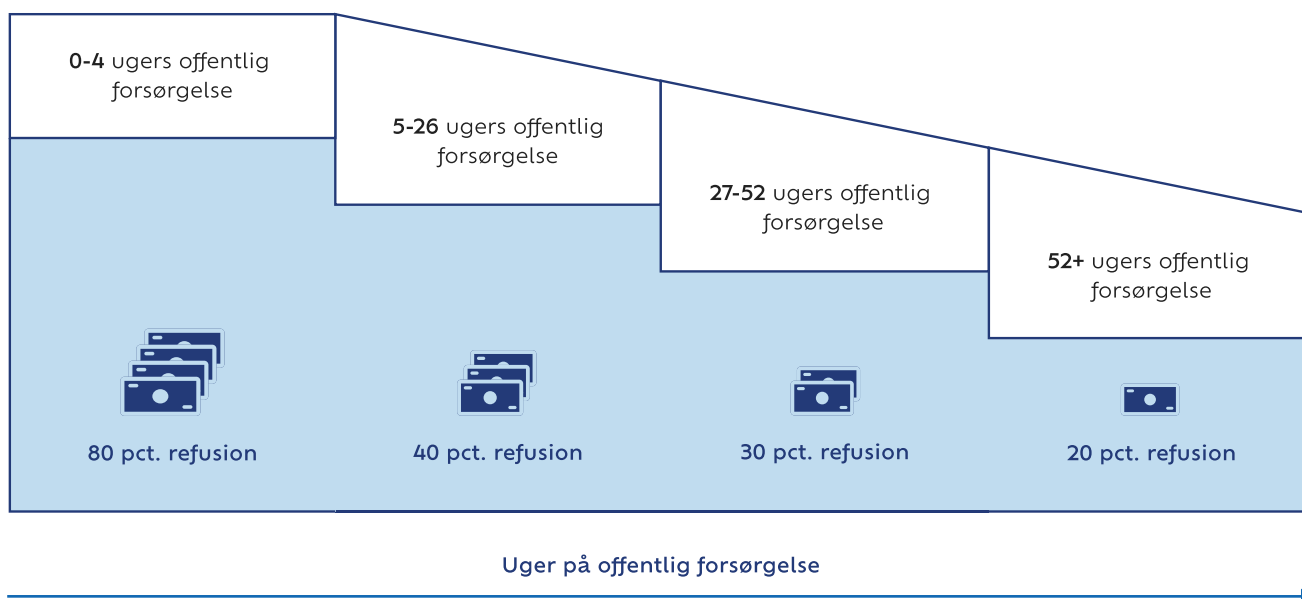 0-4 ugers offentlig
forsørgelse
5-26 ugers offentlig
forsørgelse
27-52 ugers offentlig
forsørgelse
52+ ugers offentlig
forsørgelse
80 pct. refusion
40 pct. refusion
30 pct. refusion
20 pct. refusion
Uger på offentlig forsørgelse